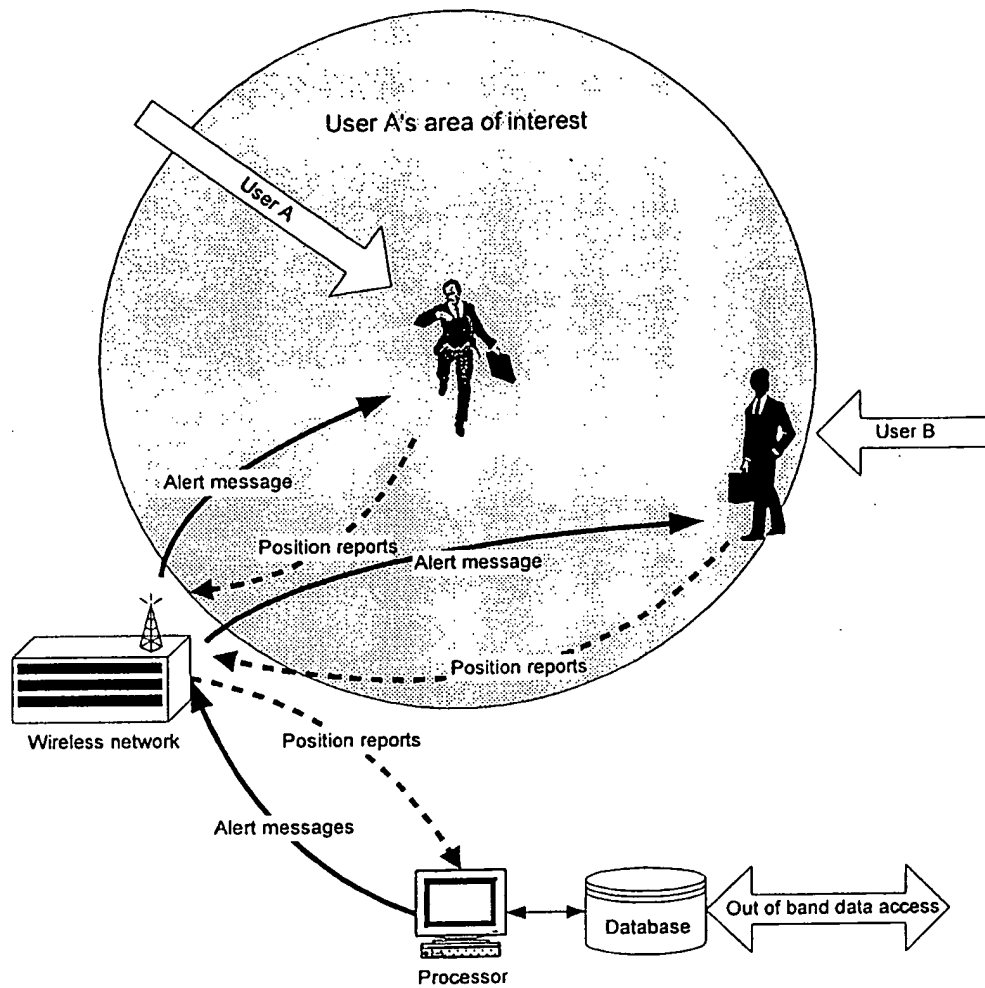 User A's area of interest
User A
User B
Alert message
Position reports
Alert message
Position reports
Wireless network
Position reports
Alert messages
Out of band data access
Database
Processor